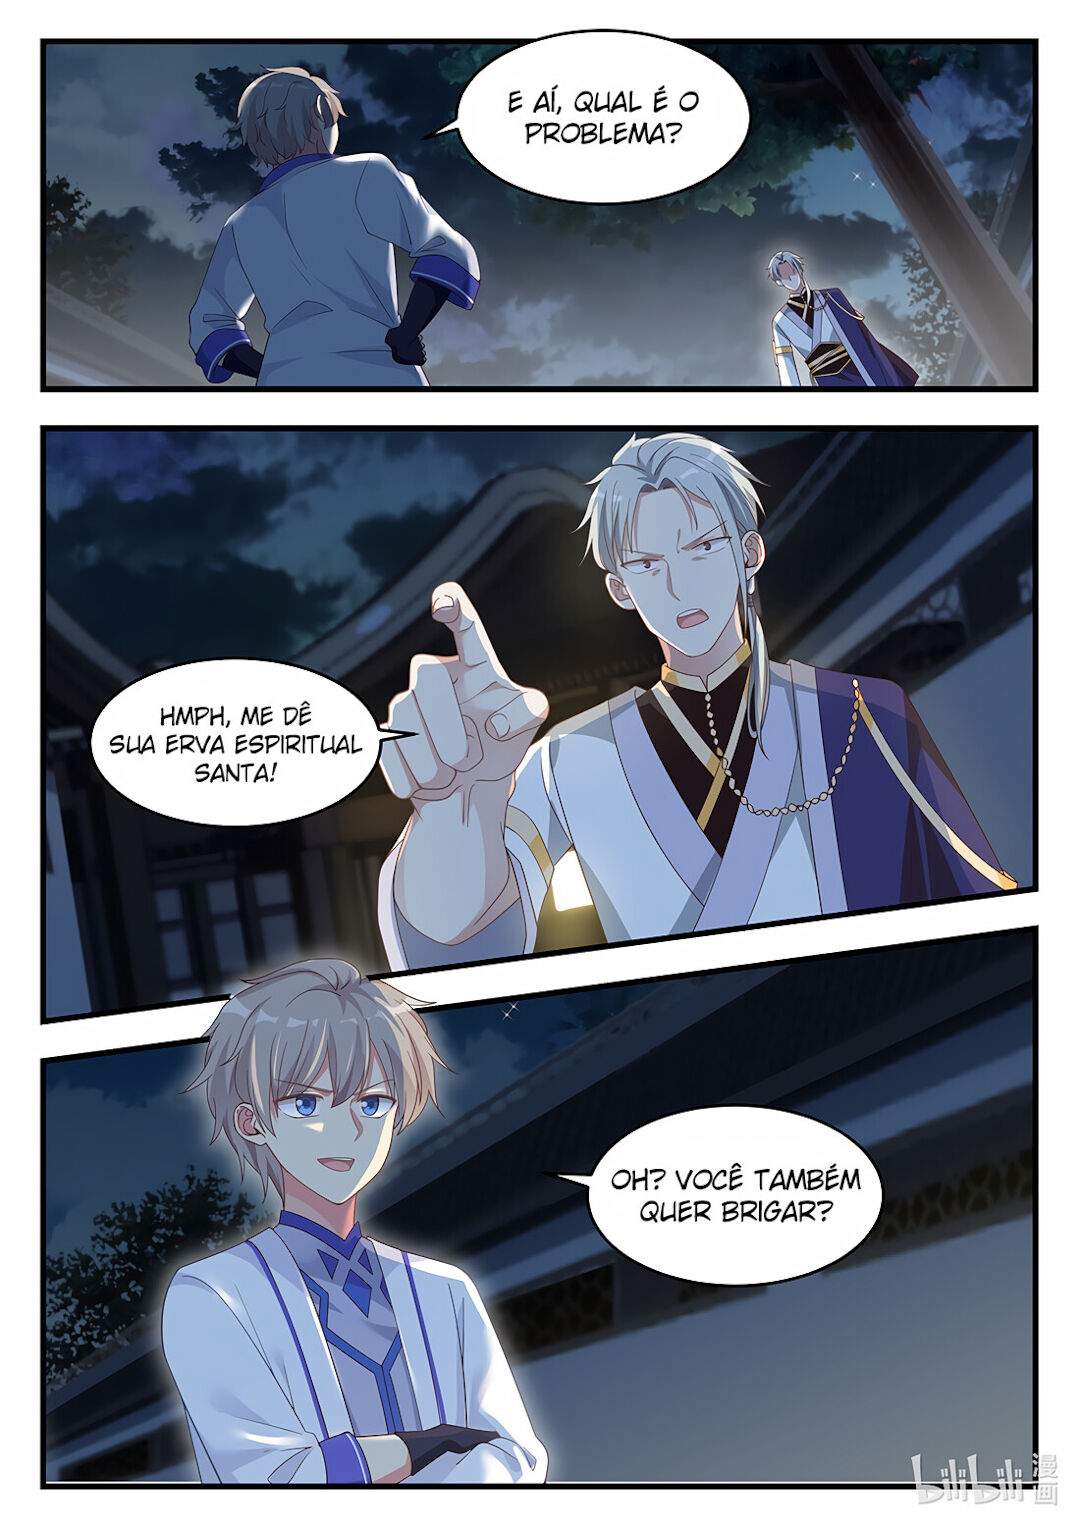 E AÍ, QUAL É O
PROBLEMA?
HMPH, ME DÊ
SUA ERVA ESPIRITUAL
SANTA!
OH? VOCÊ TAMBÉM
QUER BRIGAR?
bilibili 漫画